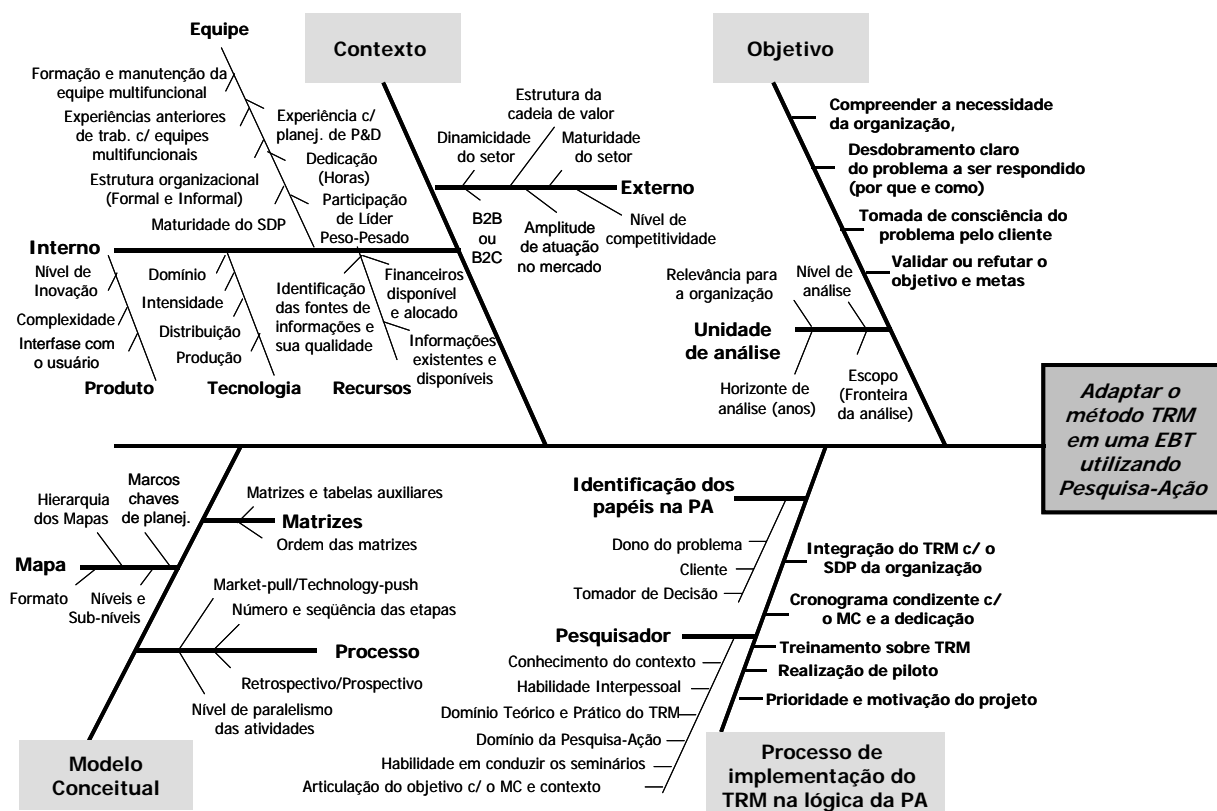 Equipe
Contexto
Objetivo
Formação e manutenção da
equipe multifuncional
Experiências anteriores
de trab. c/ equipes
multifuncionais
Estrutura organizacional
(Formal e Informal)
Maturidade do SDP
Experiência c/
planej. de P&D
Dedicação
(Horas)
Participação
de Líder
Peso-Pesado
Interno
Nível de
Inovação
Complexidade
Interfase com
o usuário
Produto
Domínio
Intensidade
Distribuição
Produção
Tecnologia
Identificação
das fontes de
informações e
sua qualidade
Financeiros
disponível
e alocado
Informações
existentes e
disponíveis
Recursos
Estrutura da
cadeia de valor
Dinamicidade
do setor
Maturidade
do setor
Externo
B2B
ou
B2C
Amplitude
de atuação
no mercado
Nível de
competitividade
Compreender a necessidade
da organização,
Desdobramento claro
do problema a ser respondido
(por que e como)
Tomada de consciência do
problema pelo cliente
Validar ou refutar o
objetivo e metas
Relevância para
a organização
Nível de
análise
Unidade
de análise
Horizonte de
análise (anos)
Escopo
(Fronteira
da análise)
Adaptar o
método TRM
em uma EBT
utilizando
Pesquisa-Ação
Marcos
chaves
de planej.
Hierarquia
dos Mapas
Mapa
Formato
Níveis e
Sub-níveis
Matrizes e tabelas auxiliares
Matrizes
Ordem das matrizes
Market-pull/Technology-push
Número e seqüência das etapas
Processo
Retrospectivo/Prospectivo
Nível de paralelismo
das atividades
Modelo
Conceitual
Identificação dos
papéis na PA
Dono do problema
Cliente
Tomador de Decisão
Pesquisador
Conhecimento do contexto
Habilidade Interpessoal
Domínio Teórico e Prático do TRM
Domínio da Pesquisa-Ação
Habilidade em conduzir os seminários
Articulação do objetivo c/ o MC e contexto
Integração do TRM c/ o
SDP da organização
Cronograma condizente c/
o MC e a dedicação
Treinamento sobre TRM
Realização de piloto
Prioridade e motivação do projeto
Processo de
implementação do
TRM na lógica da PA